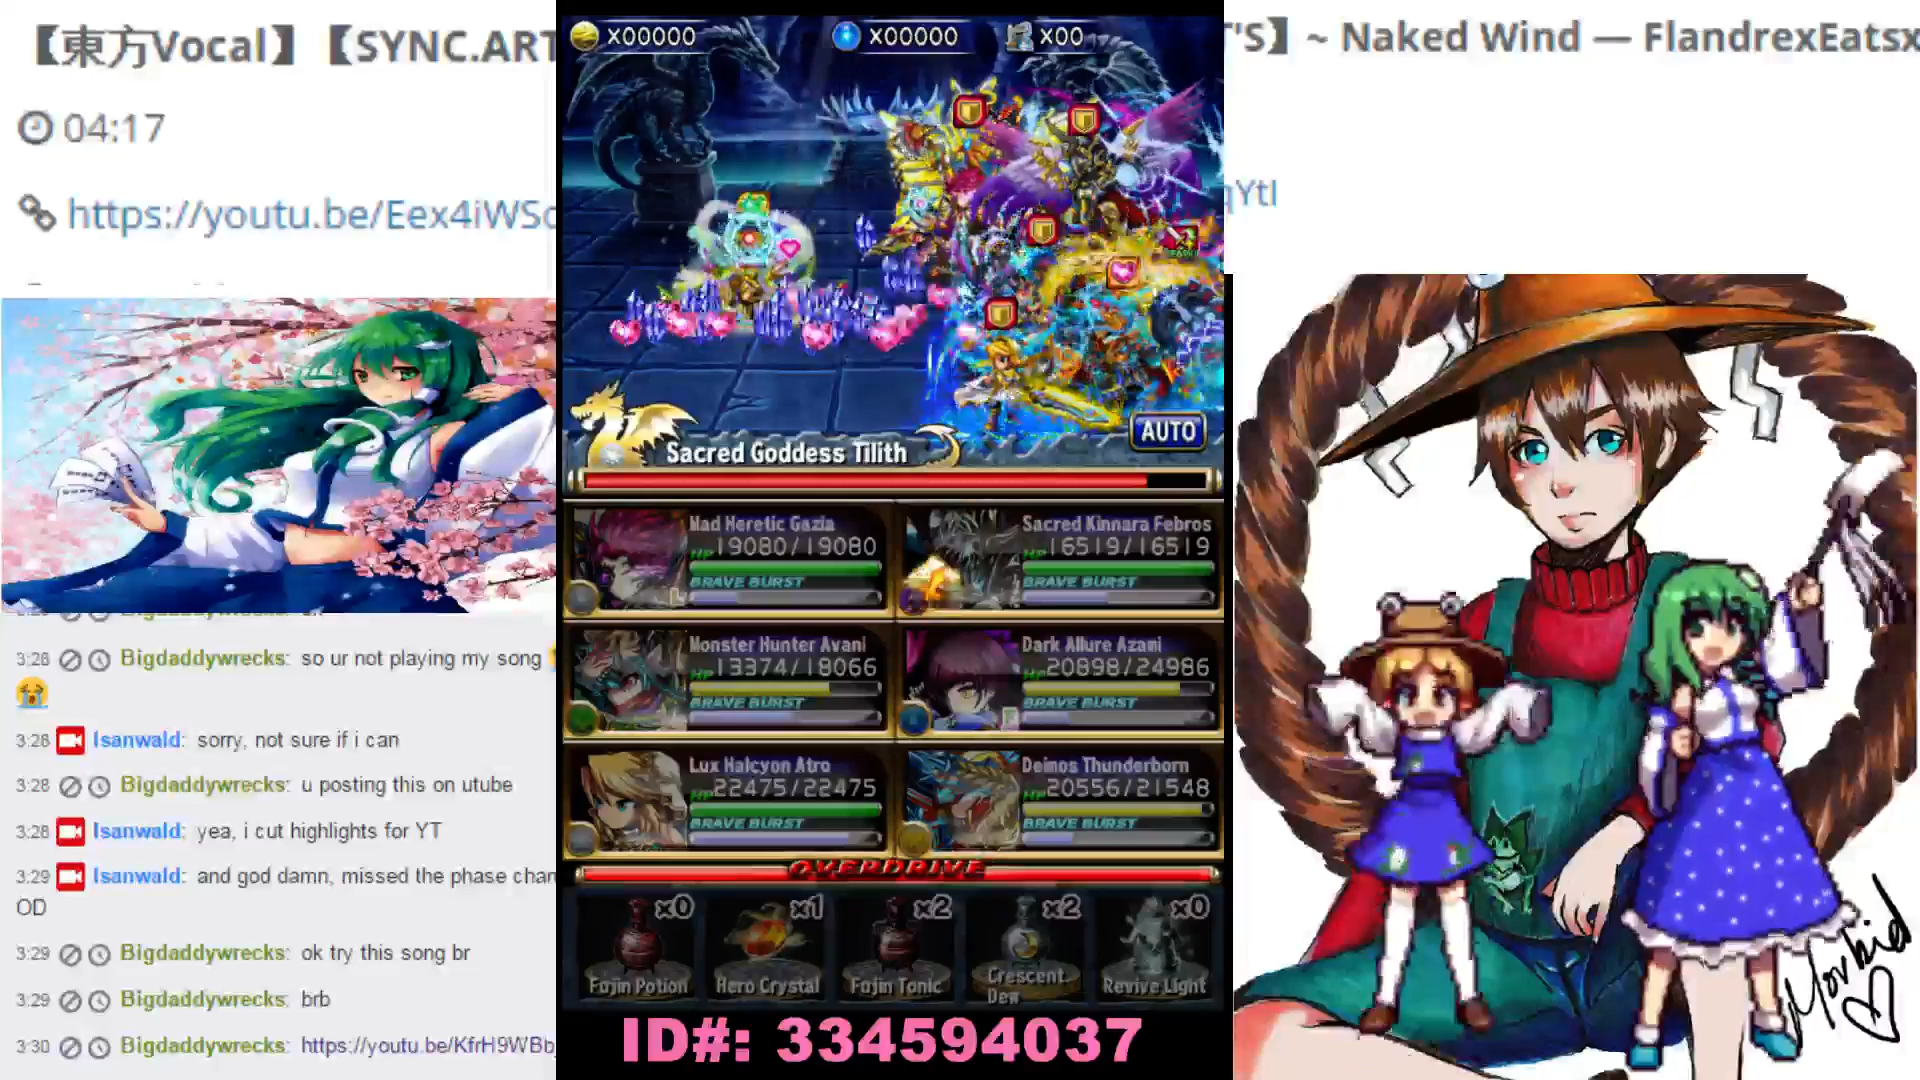 【東方Vocal】【SYNC.ART
'S】 ~ Naked Wind — FlandrexEatsx
04:17
https://youtu.be/Eex4iWSc
qYtI
3:28 Bigdaddywrecks: so ur not playing my song
3:28 Isanwald: sorry, not sure if i can
3:28 Bigdaddywrecks: u posting this on utube
3:28 Isanwald: yea, i cut highlights for YT
3:29 Isanwald: and god damn, missed the phase chan
OD
3:29 Bigdaddywrecks: ok try this song br
3:29 Bigdaddywrecks: brb
3:30 Bigdaddywrecks: https://youtu.be/KfrH9WBb
X00000 X00000 X00
AUTO
Sacred Goddess Tilith
Mad Heretic Gazia
HP 19080/19080
BRAVE BURST
Sacred Kinnara Febros
HP 16519/16519
BRAVE BURST
Monster Hunter Avani
HP 13374/18066
BRAVE BURST
Dark Allure Azami
HP 20898/24986
BRAVE BURST
Lux Halcyon Atro
HP 22475/22475
BRAVE BURST
Deimos Thunderborn
HP 20556/21548
BRAVE BURST
OVERDRIVE
x0 x1 x2 x2 x0
Fujin Potion Hero Crystal Fujin Tonic Crescent Dew Revive Light
ID#: 334594037
Morbid